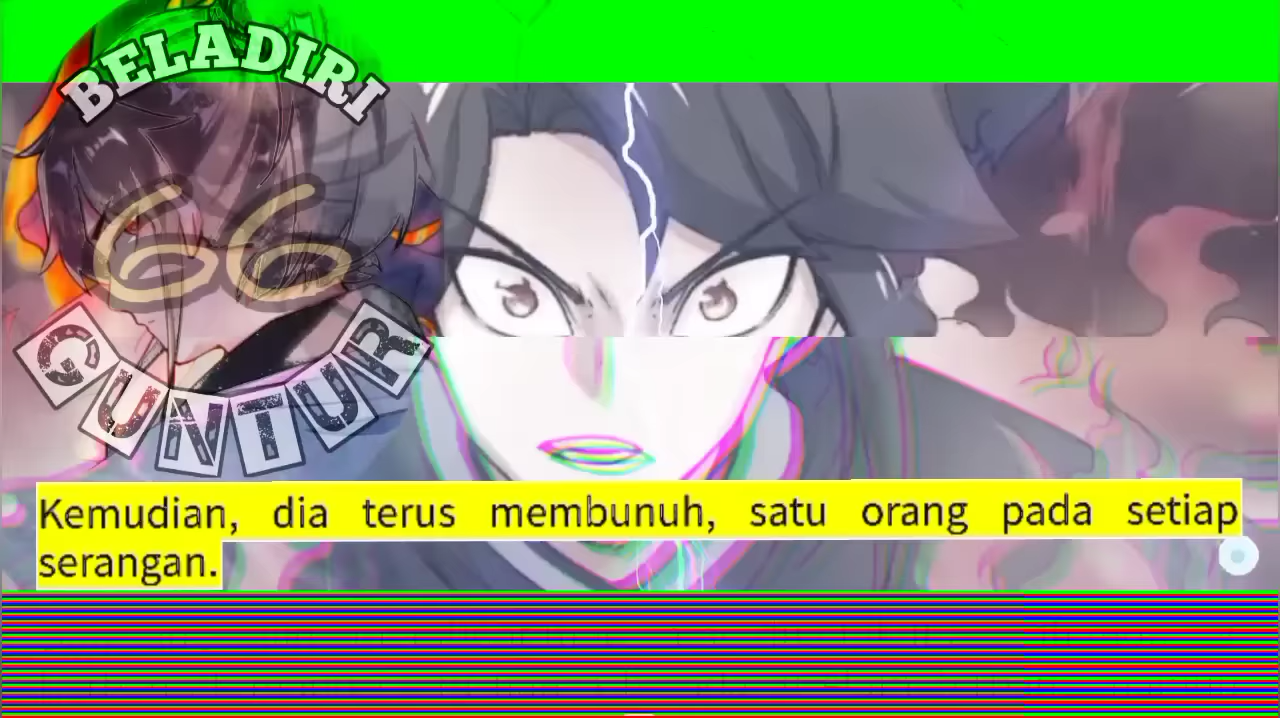 BELADIRI
66
GUNTUR
Kemudian, dia terus membunuh, satu orang pada setiap
serangan.